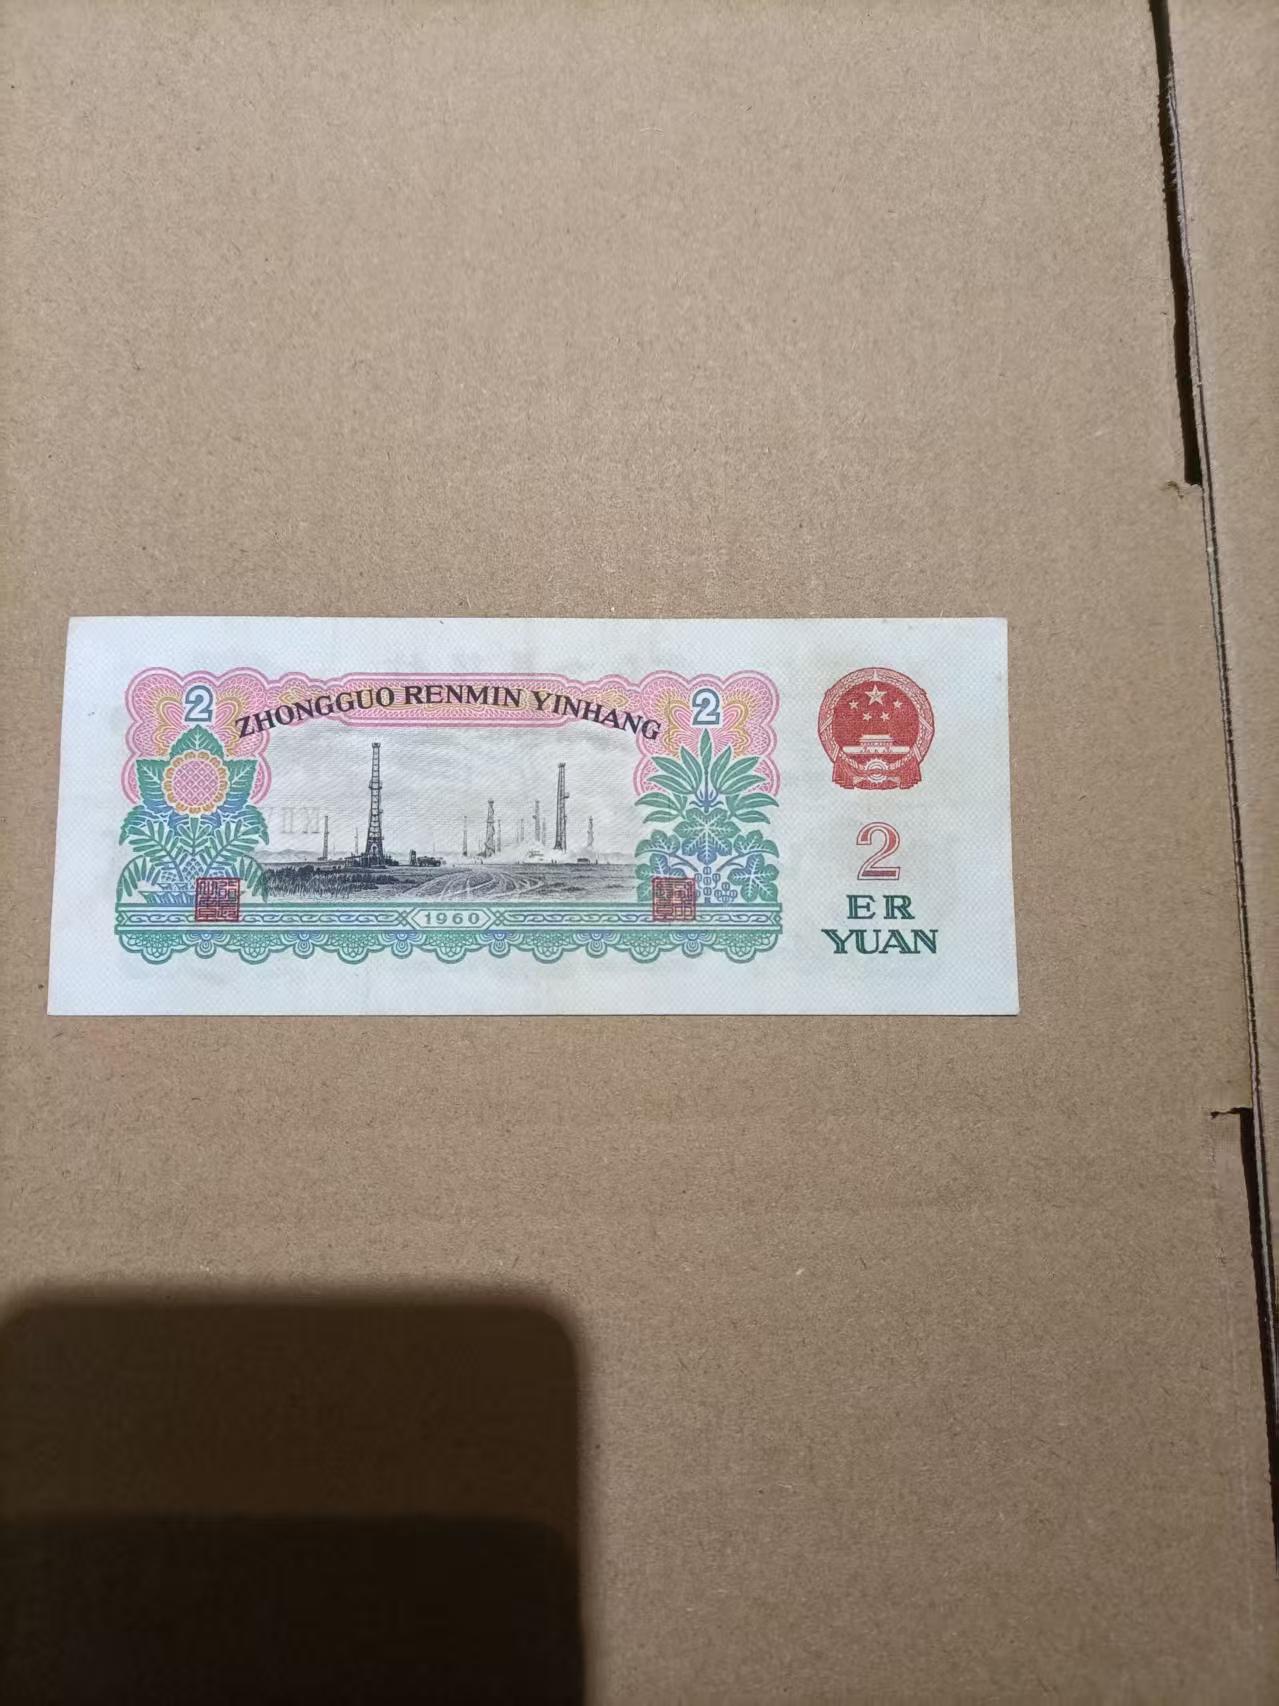 2
ZHONGGUO RENMIN YINHANG
2
2
ER
YUAN
1960